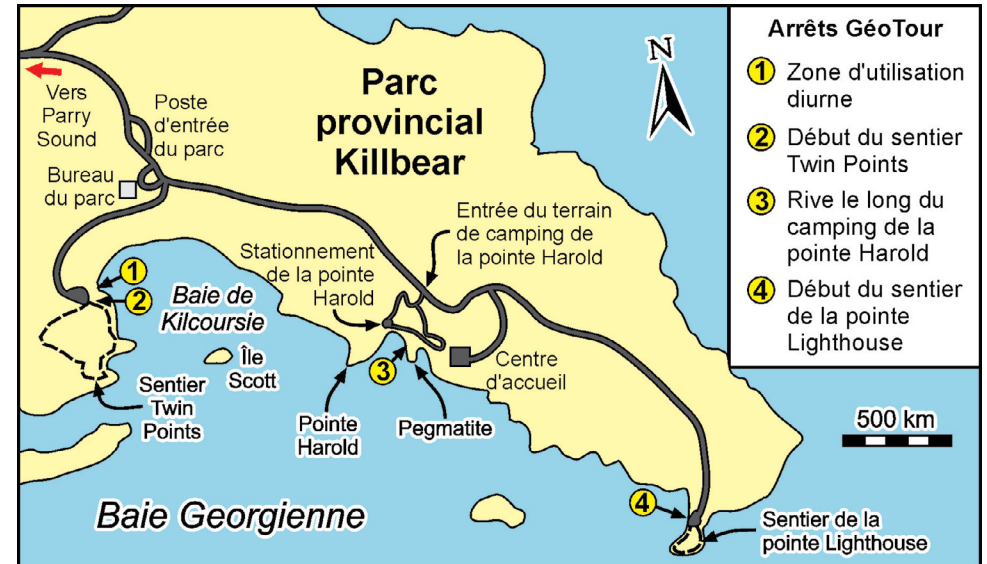 Vers
Parry
Sound
Poste
d'entrée
du parc
Bureau
du parc
Parc
provincial
Killbear
N
Entrée du terrain
de camping de
la pointe Harold
Stationnement
de la pointe
Harold
1
2
Baie de
Kilcoursie
Île
Scott
Sentier
Twin
Points
3
Pointe
Harold
Pegmatite
Centre
d'accueil
Baie Georgienne
4
Sentier de la
pointe Lighthouse
500 km
Arrêts GéoTour
1 Zone d'utilisation
diurne
2 Début du sentier
Twin Points
3 Rive le long du
camping de la
pointe Harold
4 Début du sentier
de la pointe
Lighthouse